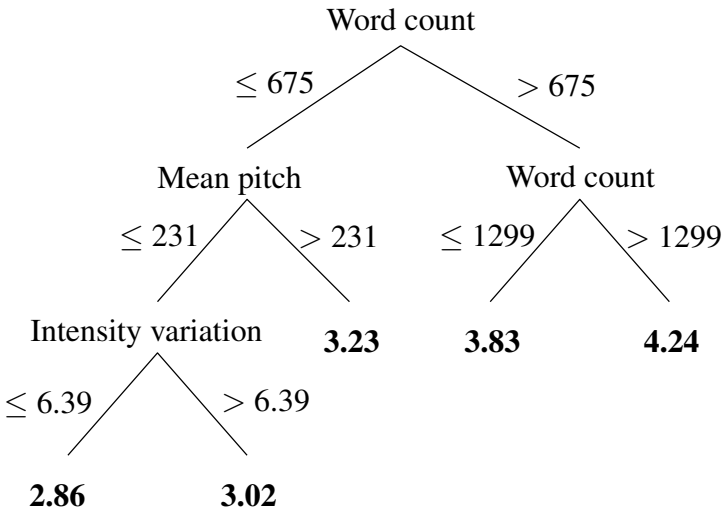 Word count
≤ 675 > 675
Mean pitch Word count
≤ 231 > 231 ≤ 1299 > 1299
Intensity variation 3.23 3.83 4.24
≤ 6.39 > 6.39
2.86 3.02